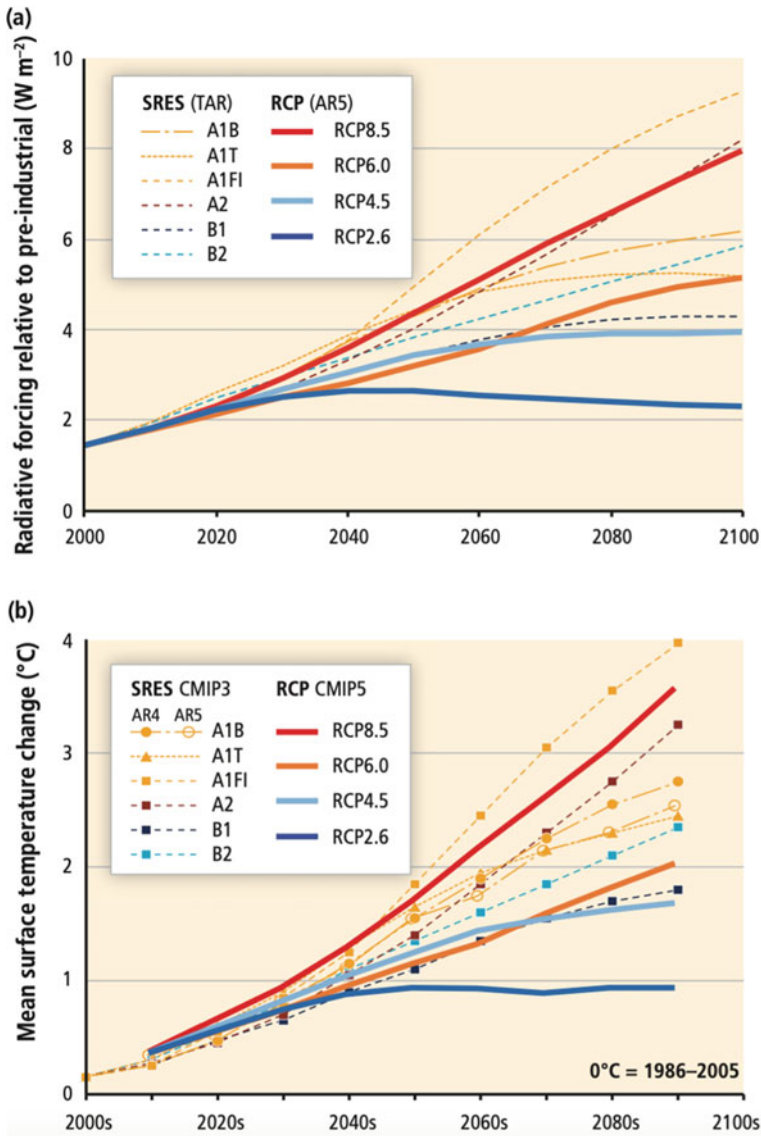 (a)
Radiative forcing relative to pre-industrial (W m⁻²)
10
8
6
4
2
0
SRES (TAR) RCP (AR5)
A1B
A1T
A1FI
A2
B1
B2
RCP8.5
RCP6.0
RCP4.5
RCP2.6
2000 2020 2040 2060 2080 2100
(b)
Mean surface temperature change (°C)
4
3
2
1
0
SRES CMIP3 RCP CMIP5
AR4 AR5
A1B
A1T
A1FI
A2
B1
B2
RCP8.5
RCP6.0
RCP4.5
RCP2.6
0°C = 1986–2005
2000s 2020s 2040s 2060s 2080s 2100s